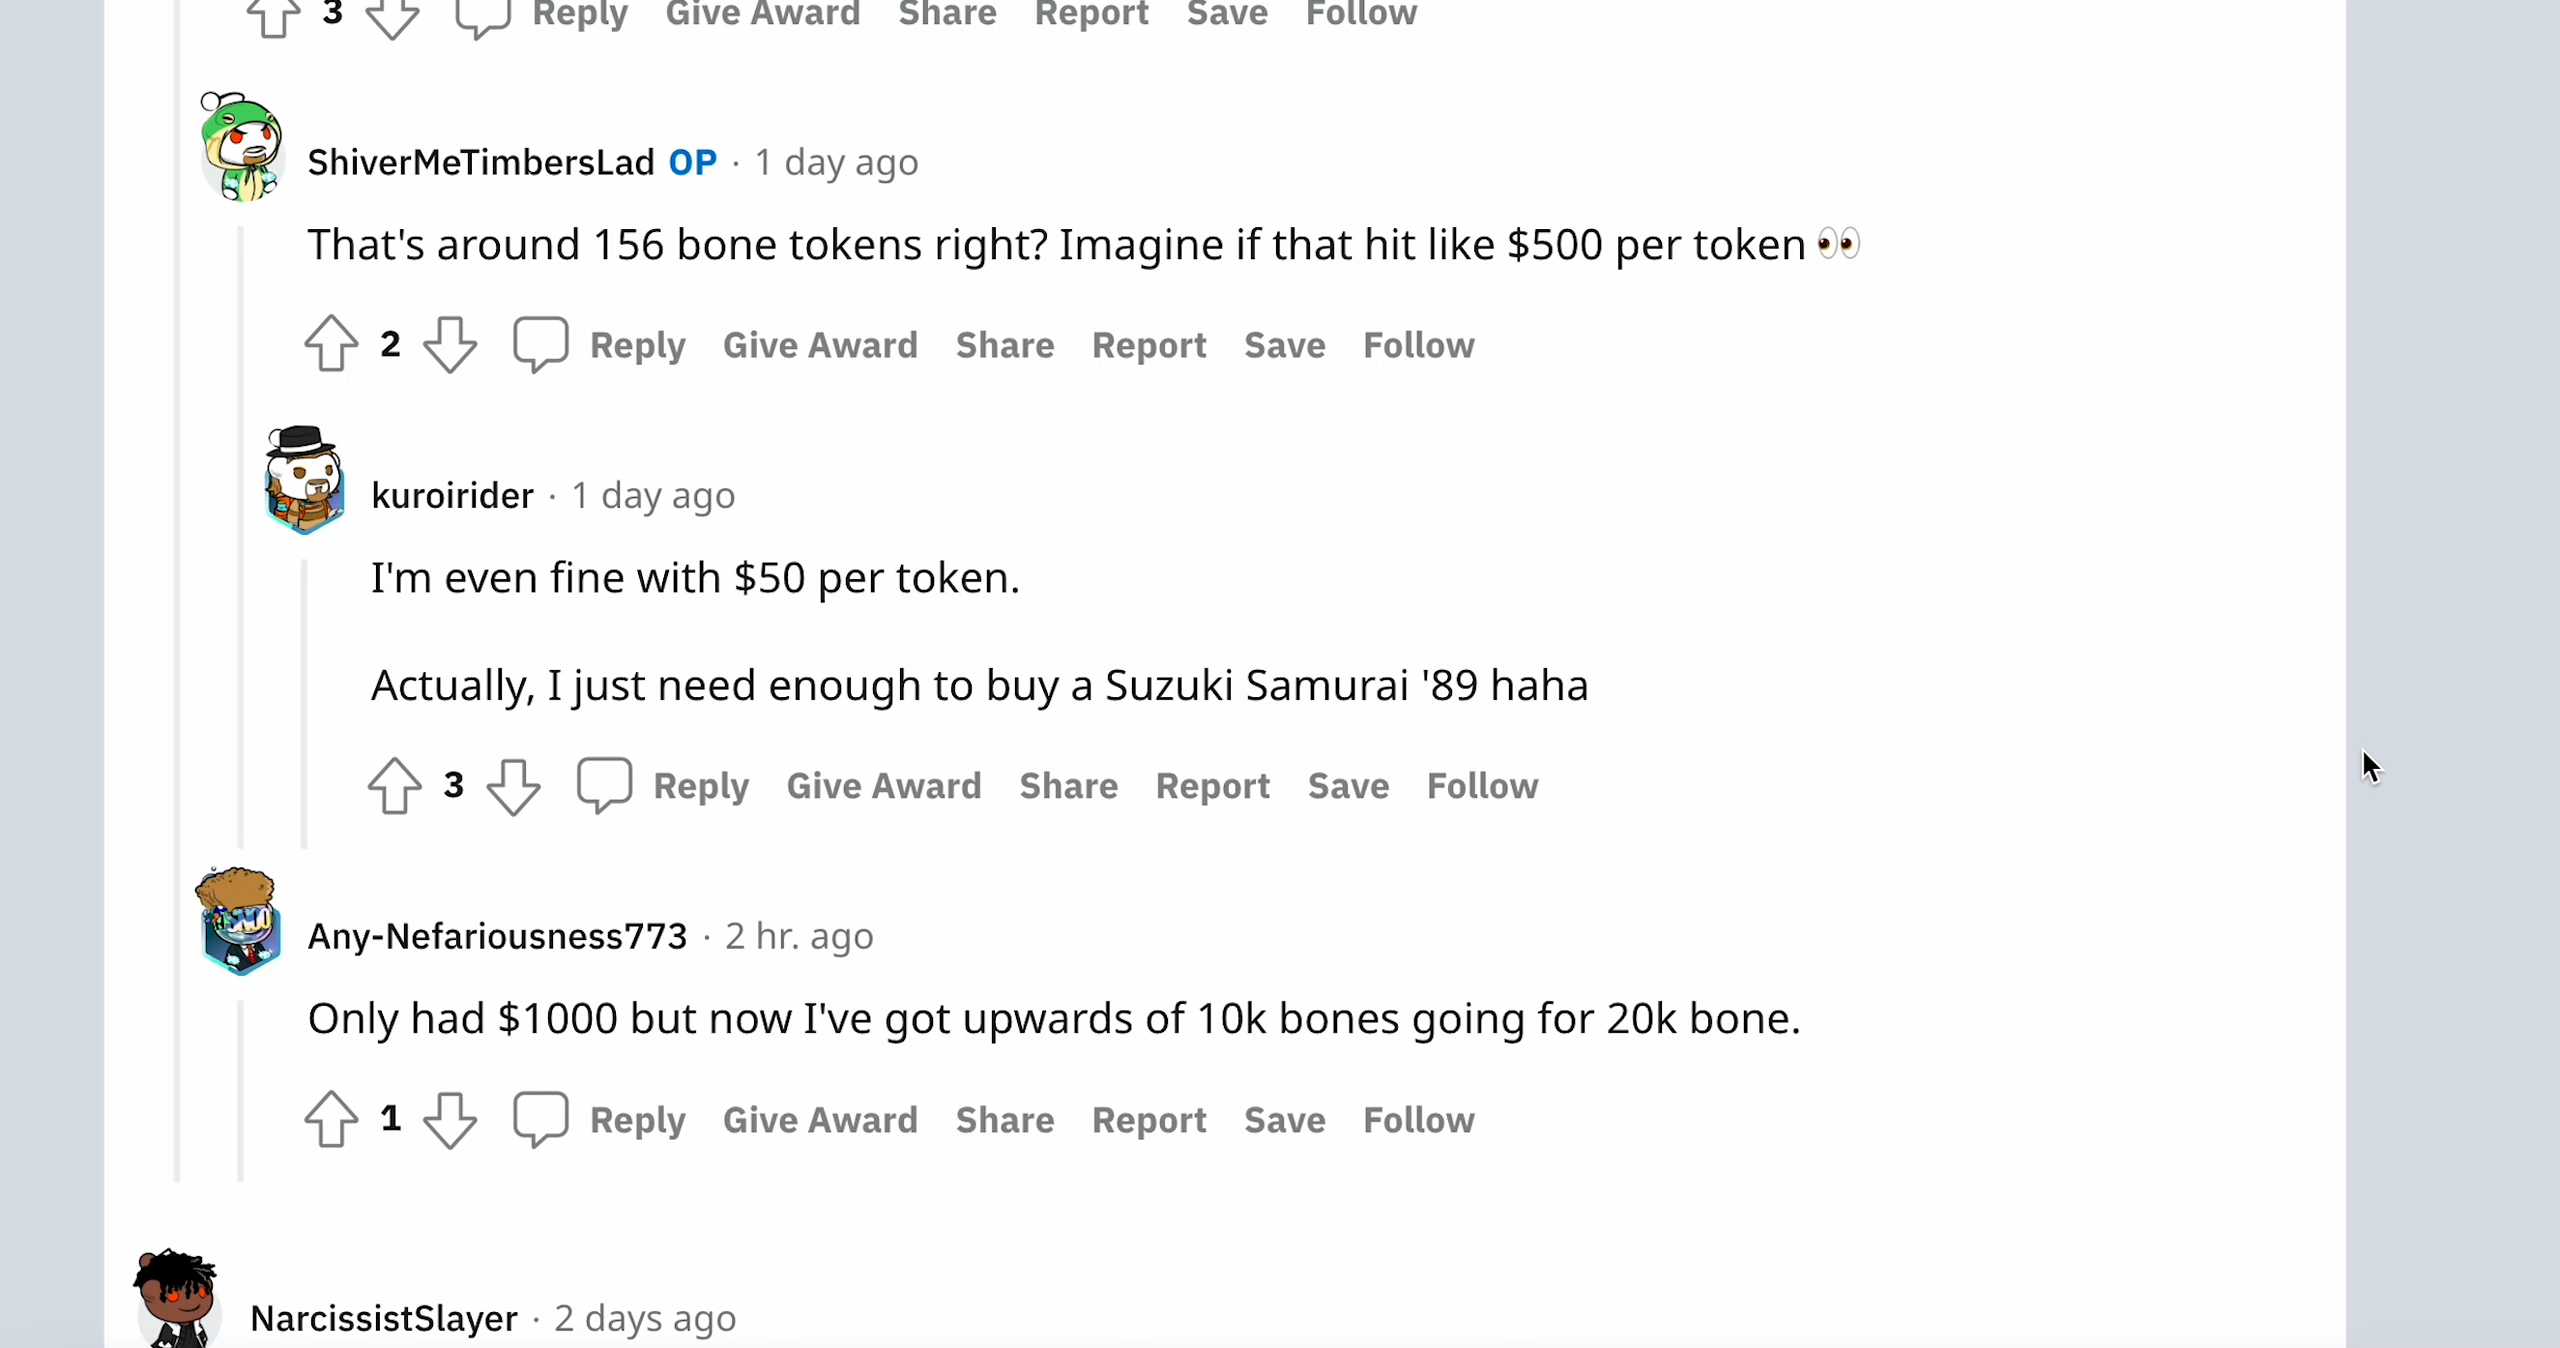 3 Reply Give Award Share Report Save Follow
ShiverMeTimbersLad OP · 1 day ago
That's around 156 bone tokens right? Imagine if that hit like $500 per token 👀
2 Reply Give Award Share Report Save Follow
kuroirider · 1 day ago
I'm even fine with $50 per token.
Actually, I just need enough to buy a Suzuki Samurai '89 haha
3 Reply Give Award Share Report Save Follow
Any-Nefariousness773 · 2 hr. ago
Only had $1000 but now I've got upwards of 10k bones going for 20k bone.
1 Reply Give Award Share Report Save Follow
NarcissistSlayer · 2 days ago